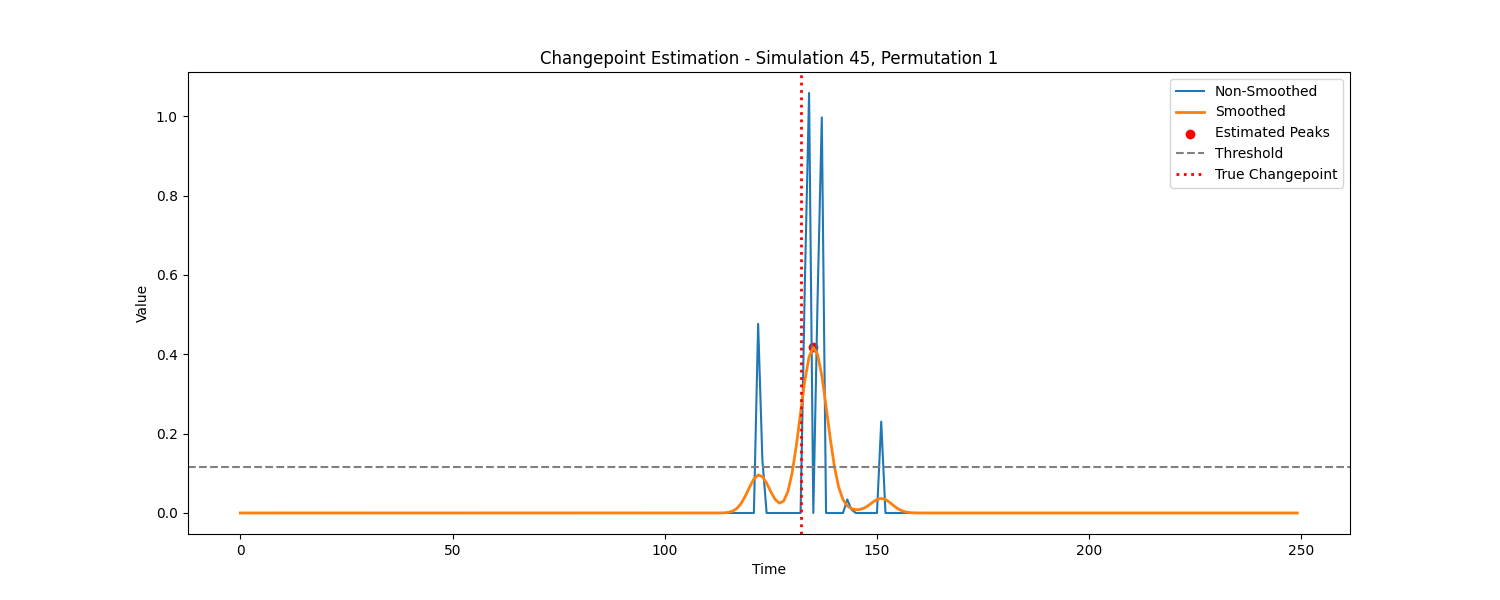 Changepoint Estimation - Simulation 45, Permutation 1
Non-Smoothed
Smoothed
Estimated Peaks
Threshold
True Changepoint
Value
1.0
0.8
0.6
0.4
0.2
0.0
0
50
100
150
200
250
Time